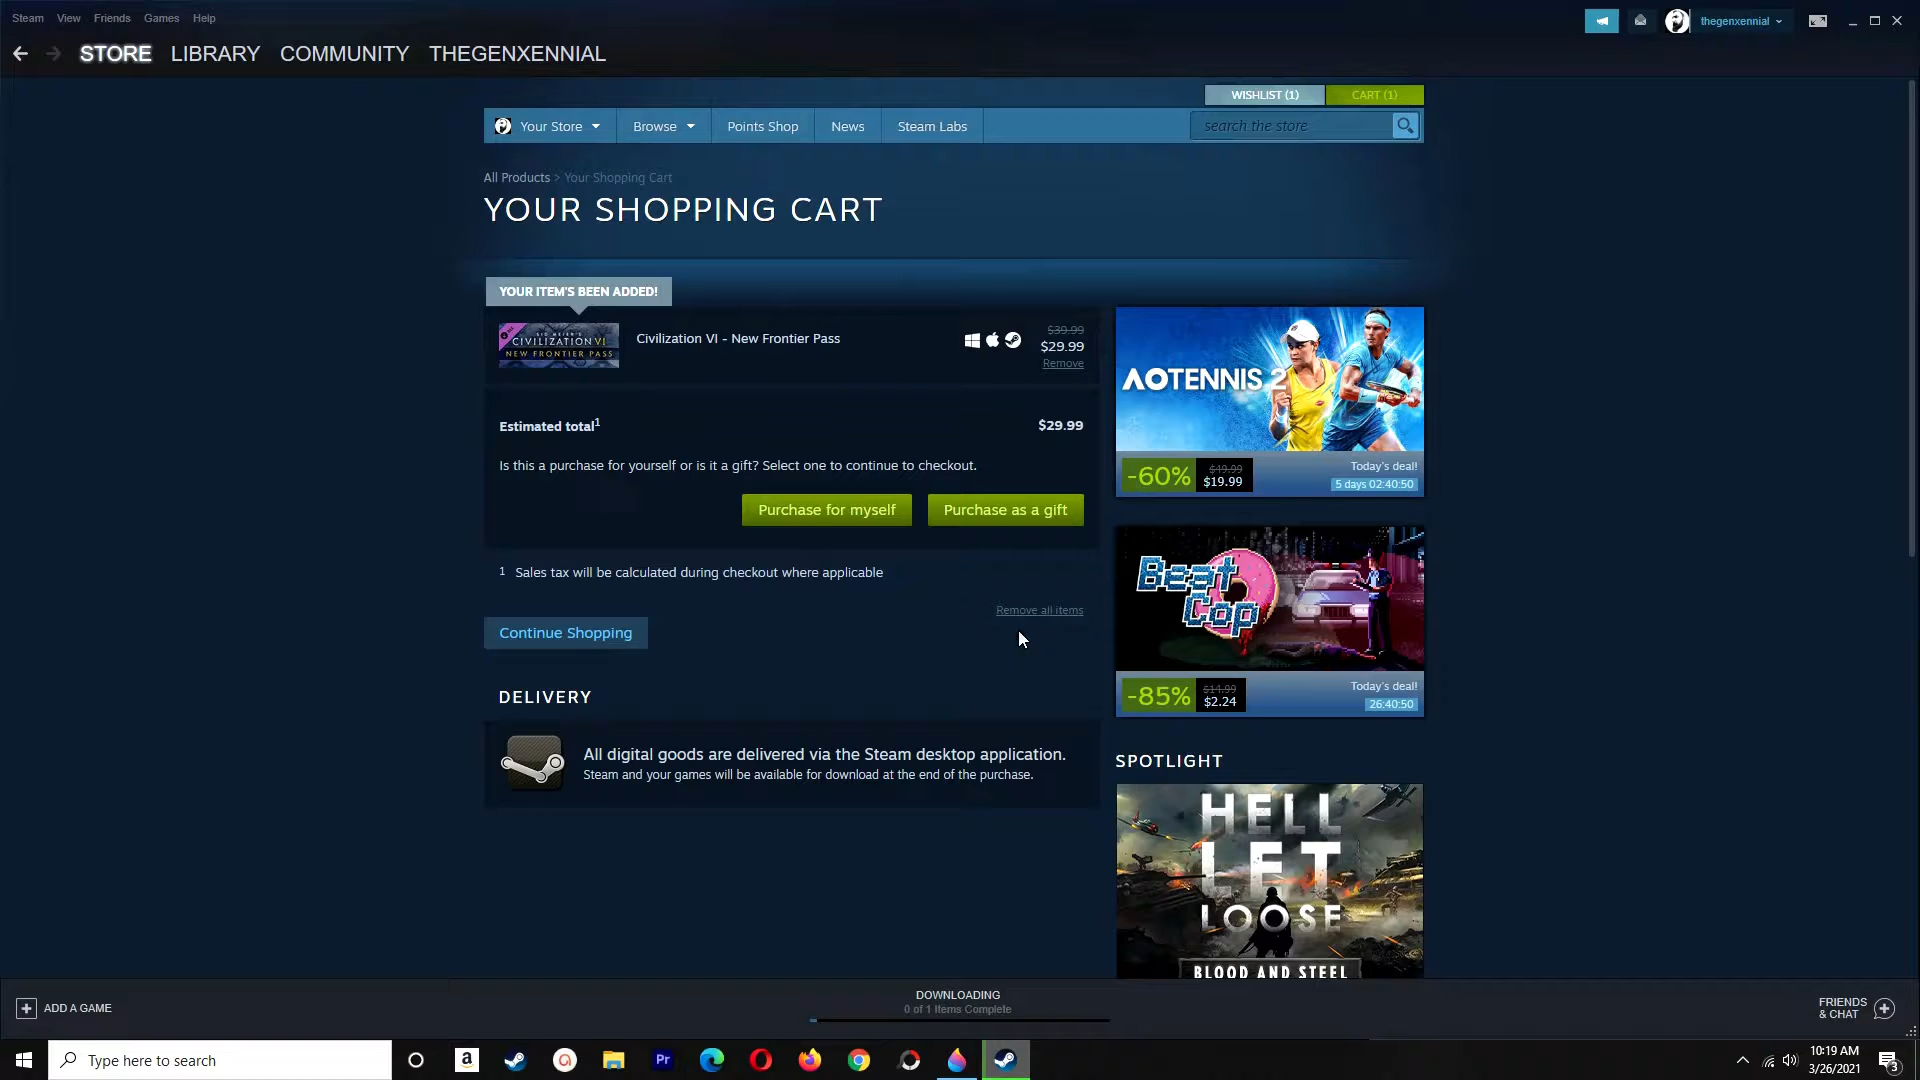 Steam View Friends Games Help
thegenxennial
STORE LIBRARY COMMUNITY THEGENXENNIAL
WISHLIST (1) CART (1)
Your Store Browse Points Shop News Steam Labs search the store
All Products > Your Shopping Cart
YOUR SHOPPING CART
YOUR ITEM'S BEEN ADDED!
SID MEIER'S
CIVILIZATION VI
NEW FRONTIER PASS
Civilization VI - New Frontier Pass
$39.99
$29.99
Remove
Estimated total1 $29.99
Is this a purchase for yourself or is it a gift? Select one to continue to checkout.
Purchase for myself Purchase as a gift
1 Sales tax will be calculated during checkout where applicable
Remove all items
Continue Shopping
DELIVERY
All digital goods are delivered via the Steam desktop application.
Steam and your games will be available for download at the end of the purchase.
AOTENNIS 2
-60% $49.99 $19.99
Today's deal!
5 days 02:40:50
Beat
Cop
-85% $14.99 $2.24
Today's deal!
26:40:50
SPOTLIGHT
HELL
LET
LOOSE
BLOOD AND STEEL
ADD A GAME
DOWNLOADING
0 of 1 Items Complete
FRIENDS
& CHAT
Type here to search
a
Pr
10:19 AM
3/26/2021
3